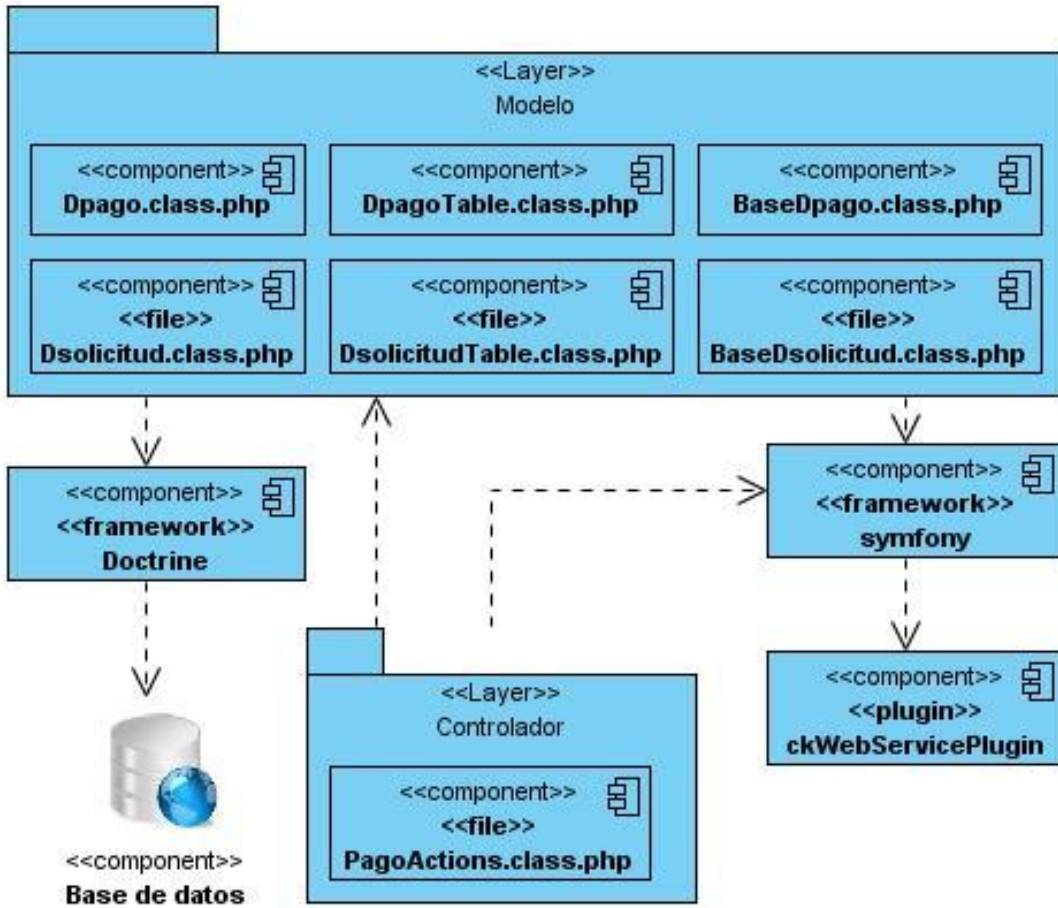 <<Layer>>
Modelo
<<component>>
Dpago.class.php
<<component>>
DpagoTable.class.php
<<component>>
BaseDpago.class.php
<<component>>
<<file>>
Dsolicitud.class.php
<<component>>
<<file>>
DsolicitudTable.class.php
<<component>>
<<file>>
BaseDsolicitud.class.php
<<component>>
<<framework>>
Doctrine
<<component>>
<<framework>>
symfony
<<Layer>>
Controlador
<<component>>
<<file>>
PagoActions.class.php
<<component>>
<<plugin>>
ckWebServicePlugin
<<component>>
Base de datos